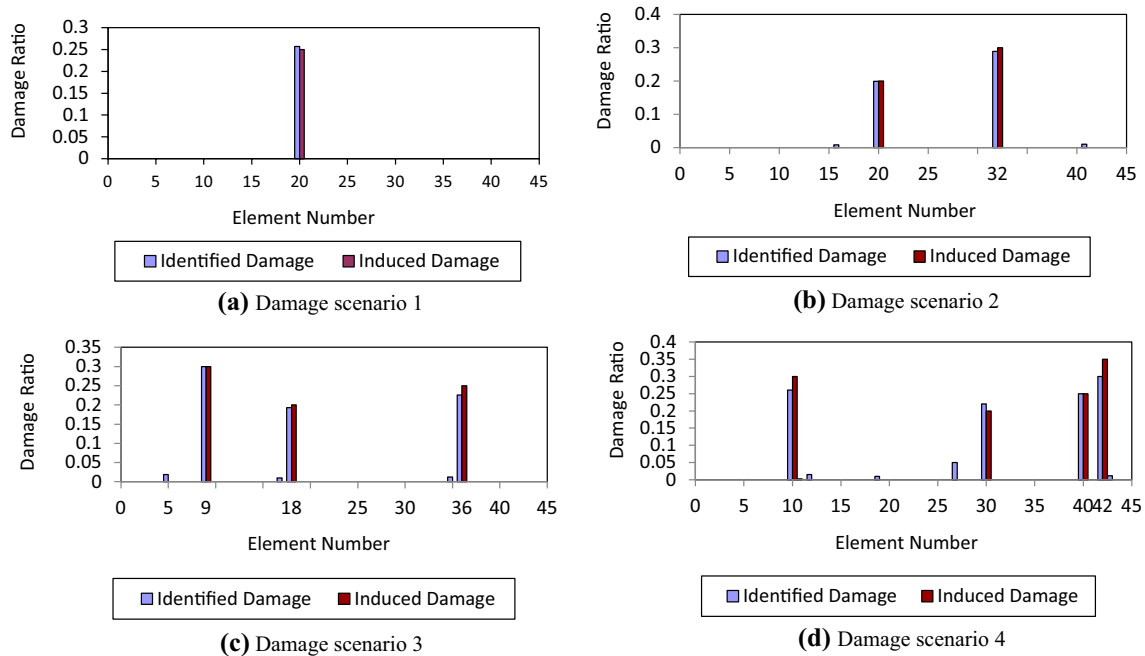 0.3
0.25
0.2
0.15
0.1
0.05
0
Damage Ratio
0 5 10 15 20 25 30 35 40 45
Element Number
Identified Damage Induced Damage
(a) Damage scenario 1
0.4
0.3
0.2
0.1
0
Damage Ratio
0 5 10 15 20 25 32 40 45
Element Number
Identified Damage Induced Damage
(b) Damage scenario 2
0.35
0.3
0.25
0.2
0.15
0.1
0.05
0
Damage Ratio
0 5 9 18 25 30 36 45
Element Number
Identified Damage Induced Damage
(c) Damage scenario 3
0.4
0.35
0.3
0.25
0.2
0.15
0.1
0.05
0
Damage Ratio
0 5 10 15 20 25 30 35 40 42 45
Element Number
Identified Damage Induced Damage
(d) Damage scenario 4